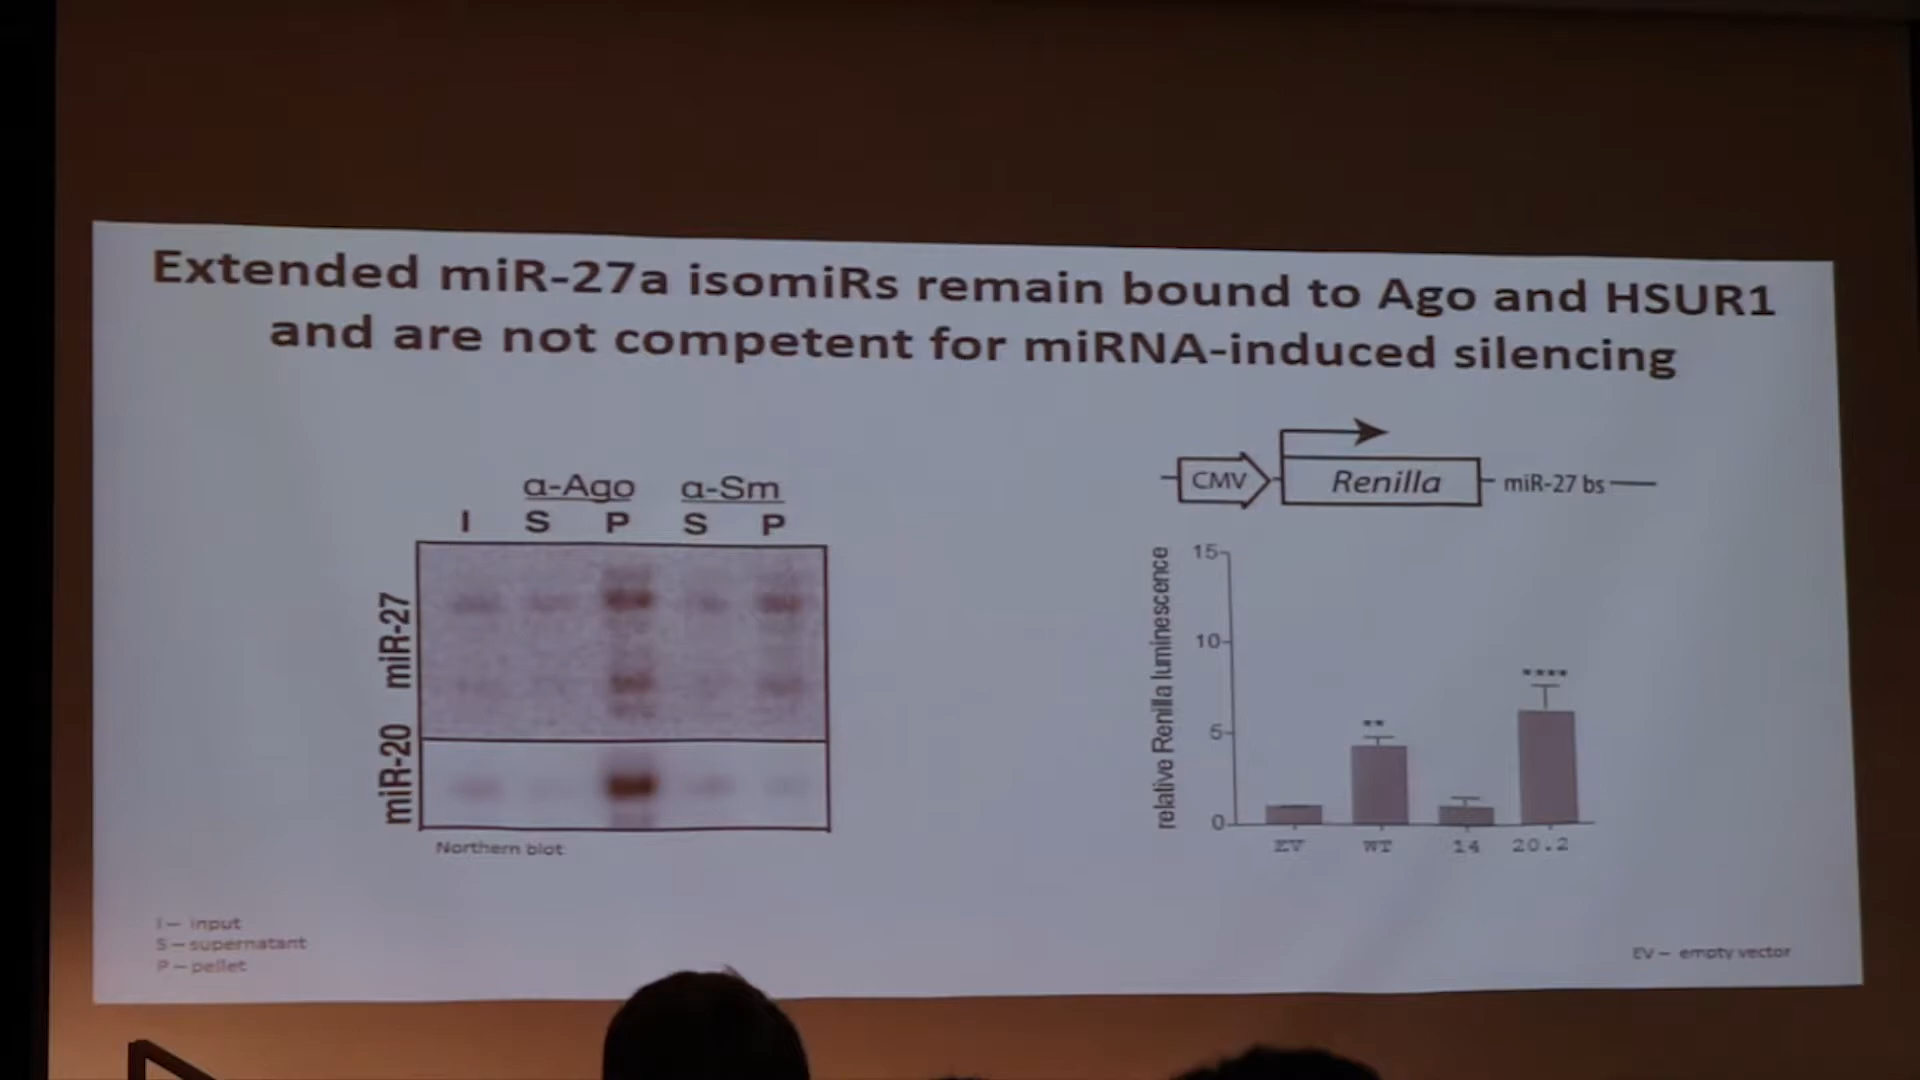 Extended miR-27a isomiRs remain bound to Ago and HSUR1
and are not competent for miRNA-induced silencing
α-Ago α-Sm
I S P S P
miR-27
miR-20
Northern blot
I – input
S – supernatant
P – pellet
CMV Renilla miR-27 bs
relative Renilla luminescence
15
10
5
0
** ****
EV WT 14 20.2
EV – empty vector